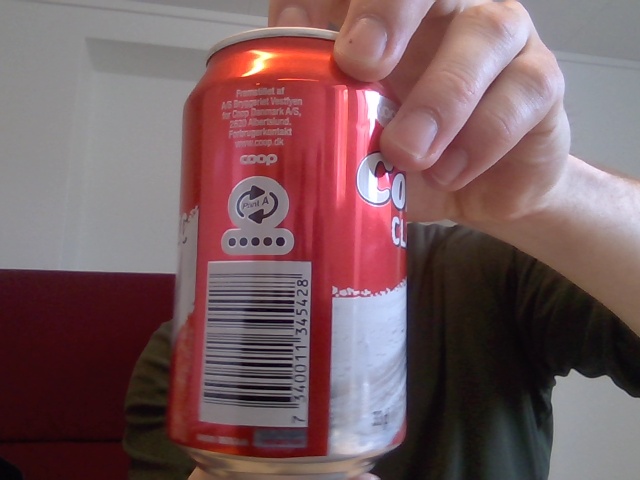 Fremstillet af
A/S Bryggeriet Vestfyen
for Coop Danmark A/S,
2620 Albertslund.
Forbrugerkontakt
www.coop.dk
coop
Pant A
Co
CL
7 340011 345428